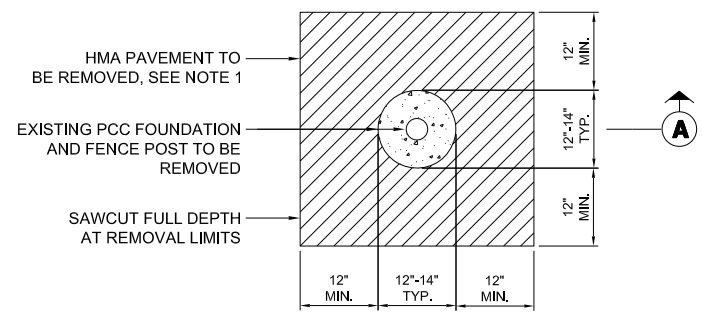 HMA PAVEMENT TO
BE REMOVED, SEE NOTE 1
EXISTING PCC FOUNDATION
AND FENCE POST TO BE
REMOVED
SAWCUT FULL DEPTH
AT REMOVAL LIMITS
12"
MIN.
12"-14"
TYP.
12"
MIN.
A
12"
MIN.
12"-14"
TYP.
12"
MIN.